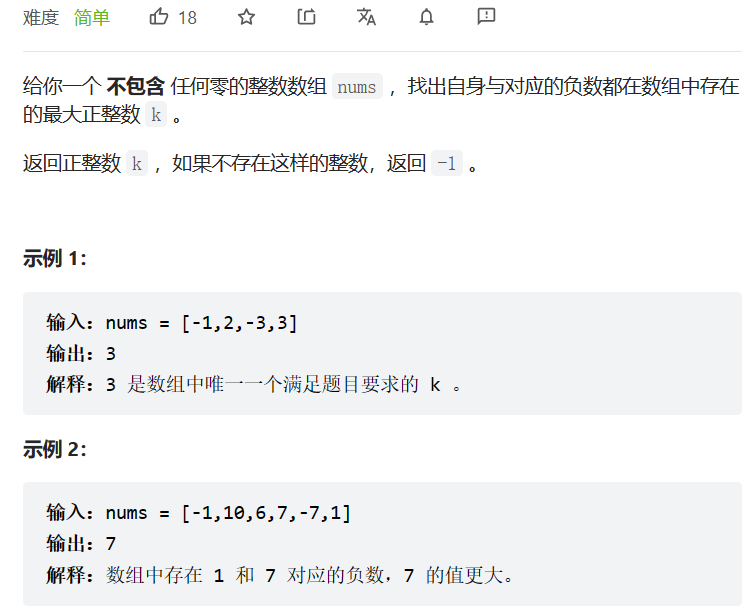 难度 简单 18
给你一个 不包含 任何零的整数数组 nums ，找出自身与对应的负数都在数组中存在
的最大正整数 k 。
返回正整数 k ，如果不存在这样的整数，返回 -1 。
示例 1：
输入：nums = [-1,2,-3,3]
输出：3
解释：3 是数组中唯一一个满足题目要求的 k 。
示例 2：
输入：nums = [-1,10,6,7,-7,1]
输出：7
解释：数组中存在 1 和 7 对应的负数，7 的值更大。